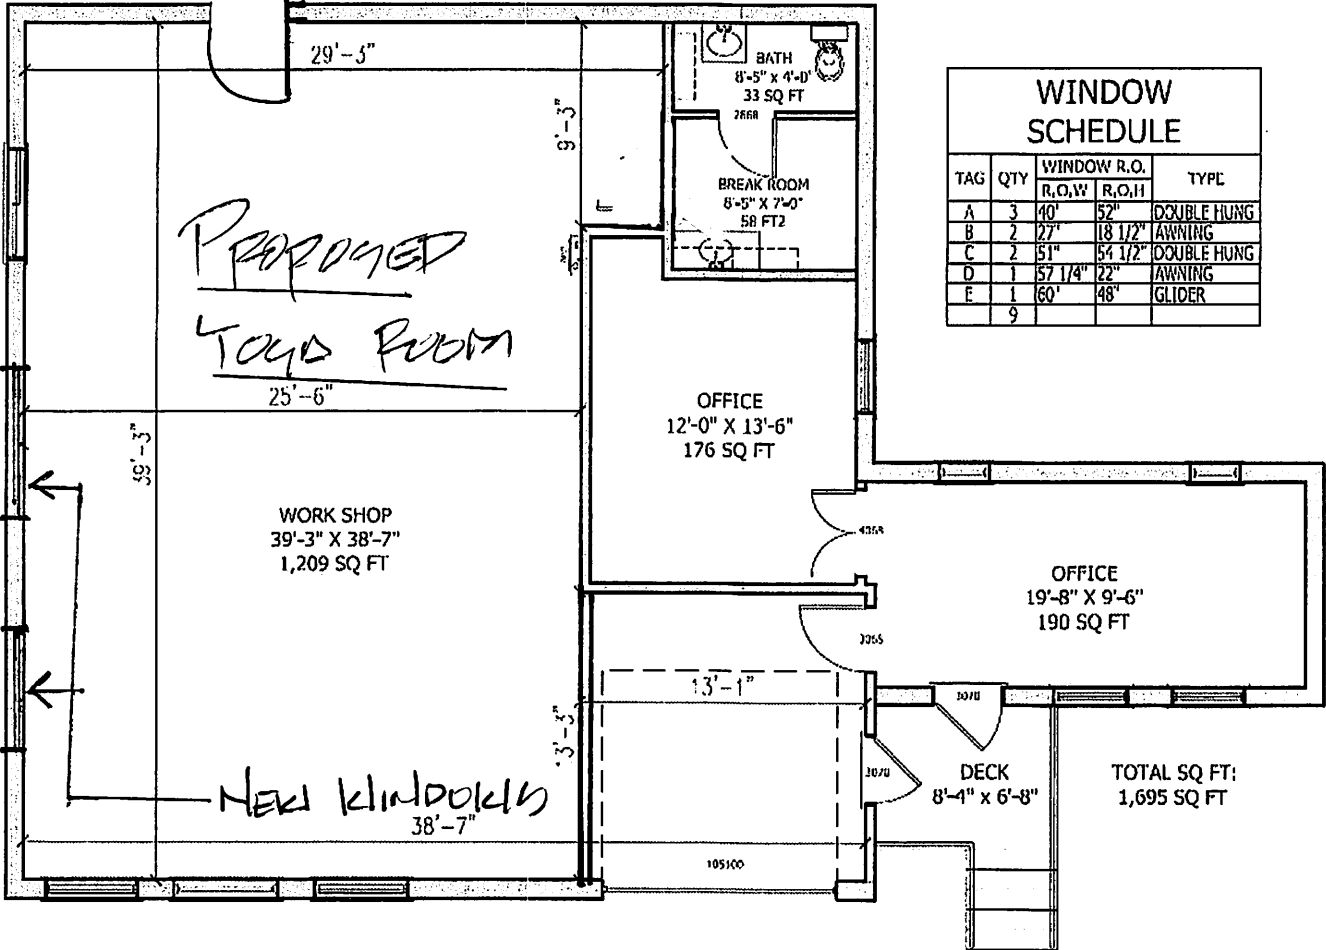 29'-3"
BATH
8'-5" x 4'-0"
33 SQ FT
2668
9'-3"
BREAK ROOM
8'-5" X 7'-0"
58 FT2
PROPOSED
YOGA ROOM
25'-6"
39'-3"
OFFICE
12'-0" X 13'-6"
176 SQ FT
WORK SHOP
39'-3" X 38'-7"
1,209 SQ FT
OFFICE
19'-8" X 9'-6"
190 SQ FT
13'-1"
3070
3070
DECK
8'-4" x 6'-8"
TOTAL SQ FT:
1,695 SQ FT
NEW WINDOWS
38'-7"
105100
WINDOW
SCHEDULE
TAG QTY WINDOW R.O. TYPE
R.O.W R.O.H
A 3 40' 52" DOUBLE HUNG
B 2 27' 18 1/2" AWNING
C 2 51" 54 1/2" DOUBLE HUNG
D 1 57 1/4" 22" AWNING
E 1 60' 48" GLIDER
9